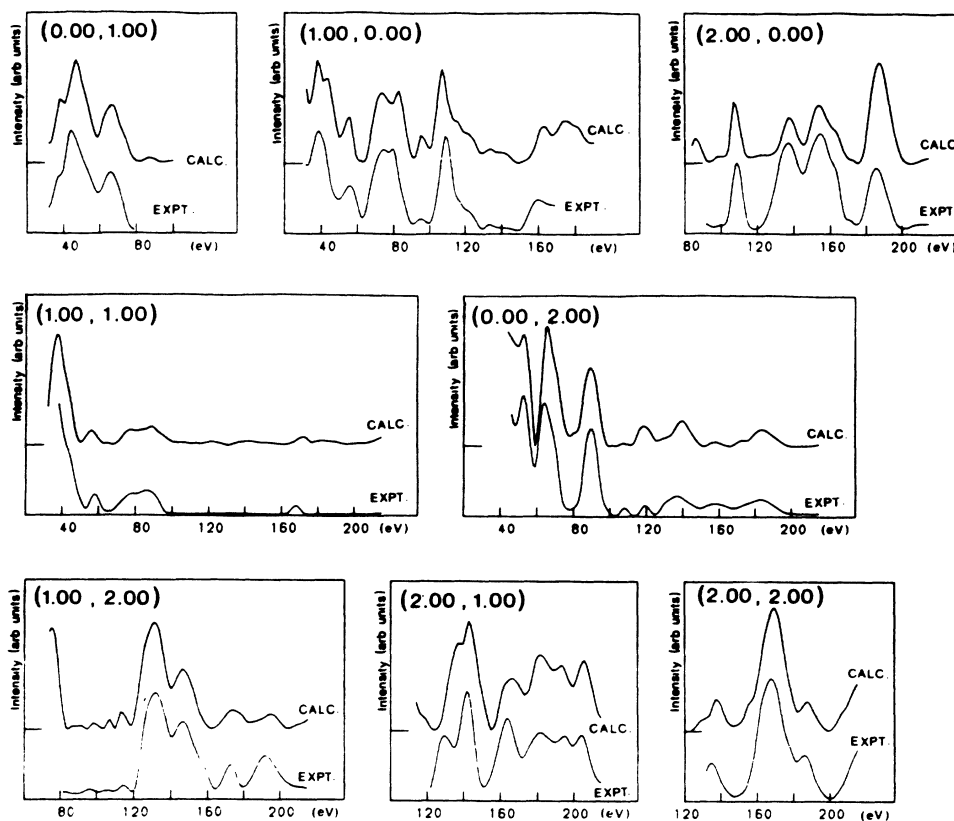 (0.00,1.00)
Intensity (arb units)
CALC.
EXPT.
40 80 (eV)
(1.00,0.00)
Intensity (arb units)
CALC.
EXPT.
40 80 120 160 (eV)
(2.00,0.00)
Intensity (arb units)
CALC.
EXPT.
80 120 160 200 (eV)
(1.00,1.00)
Intensity (arb units)
CALC.
EXPT.
40 80 120 160 200 (eV)
(0.00,2.00)
Intensity (arb units)
CALC.
EXPT.
40 80 120 160 200 (eV)
(1.00,2.00)
Intensity (arb units)
CALC.
EXPT.
80 120 160 200 (eV)
(2.00,1.00)
Intensity (arb units)
CALC.
EXPT.
120 160 200 (eV)
(2.00,2.00)
Intensity (arb units)
CALC.
EXPT.
120 160 200 (eV)